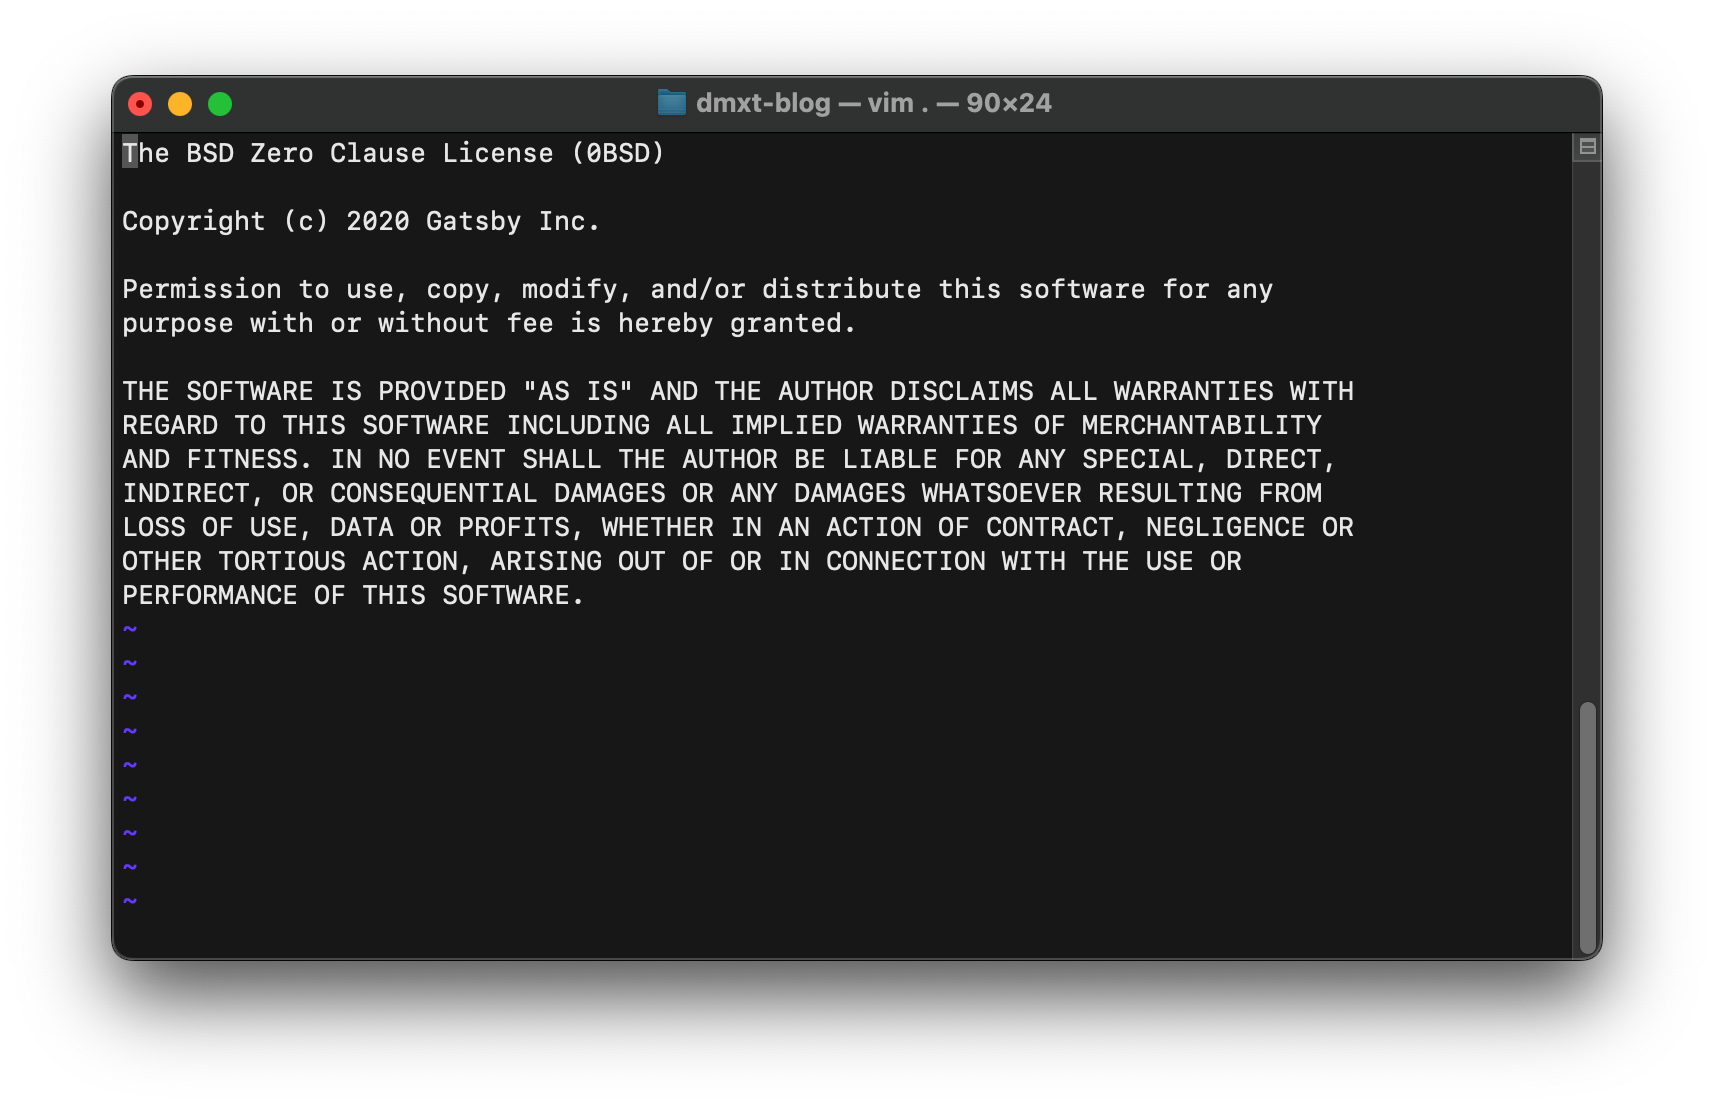 dmxt-blog — vim . — 90×24
The BSD Zero Clause License (0BSD)
Copyright (c) 2020 Gatsby Inc.
Permission to use, copy, modify, and/or distribute this software for any
purpose with or without fee is hereby granted.
THE SOFTWARE IS PROVIDED "AS IS" AND THE AUTHOR DISCLAIMS ALL WARRANTIES WITH
REGARD TO THIS SOFTWARE INCLUDING ALL IMPLIED WARRANTIES OF MERCHANTABILITY
AND FITNESS. IN NO EVENT SHALL THE AUTHOR BE LIABLE FOR ANY SPECIAL, DIRECT,
INDIRECT, OR CONSEQUENTIAL DAMAGES OR ANY DAMAGES WHATSOEVER RESULTING FROM
LOSS OF USE, DATA OR PROFITS, WHETHER IN AN ACTION OF CONTRACT, NEGLIGENCE OR
OTHER TORTIOUS ACTION, ARISING OUT OF OR IN CONNECTION WITH THE USE OR
PERFORMANCE OF THIS SOFTWARE.
~
~
~
~
~
~
~
~
~